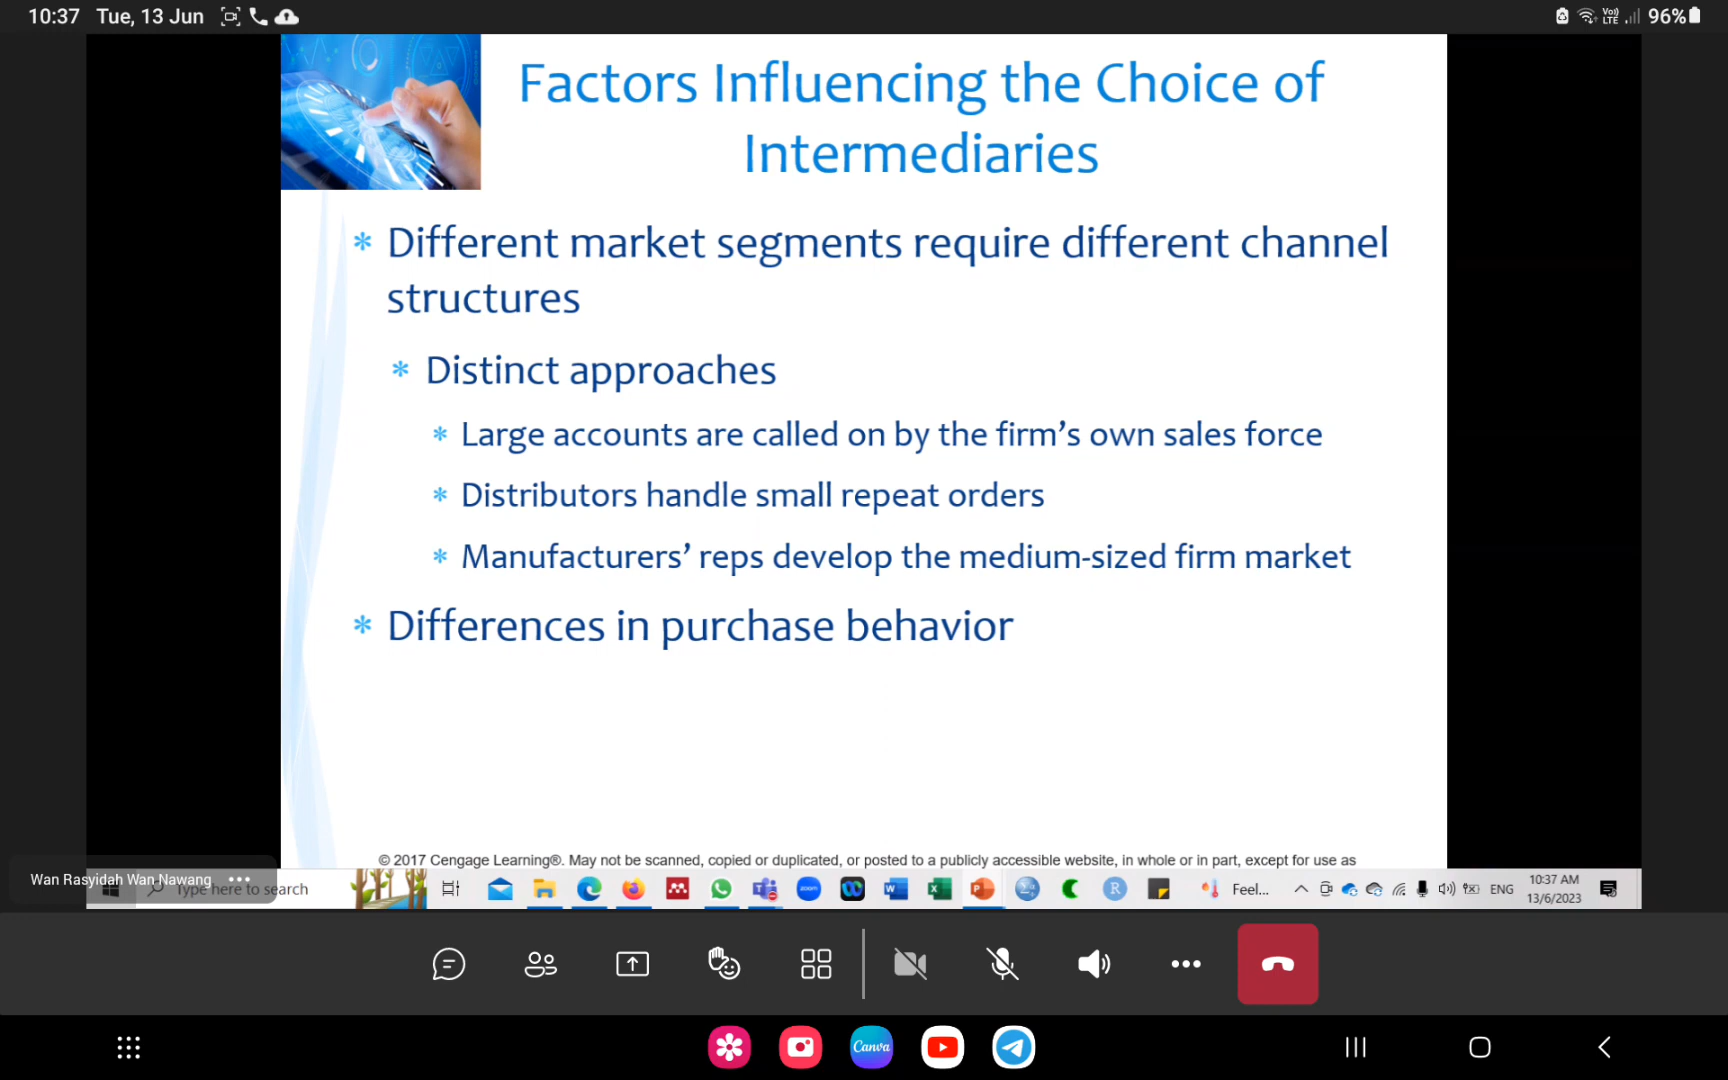 10:37 Tue, 13 Jun
Vo) LTE 96%
Factors Influencing the Choice of
Intermediaries
* Different market segments require different channel
structures
* Distinct approaches
* Large accounts are called on by the firm’s own sales force
* Distributors handle small repeat orders
* Manufacturers’ reps develop the medium-sized firm market
* Differences in purchase behavior
© 2017 Cengage Learning®. May not be scanned, copied or duplicated, or posted to a publicly accessible website, in whole or in part, except for use as
Wan Rasyidah Wan Nawang
Type here to search
zoom
Feel...
ENG
10:37 AM
13/6/2023
Canva